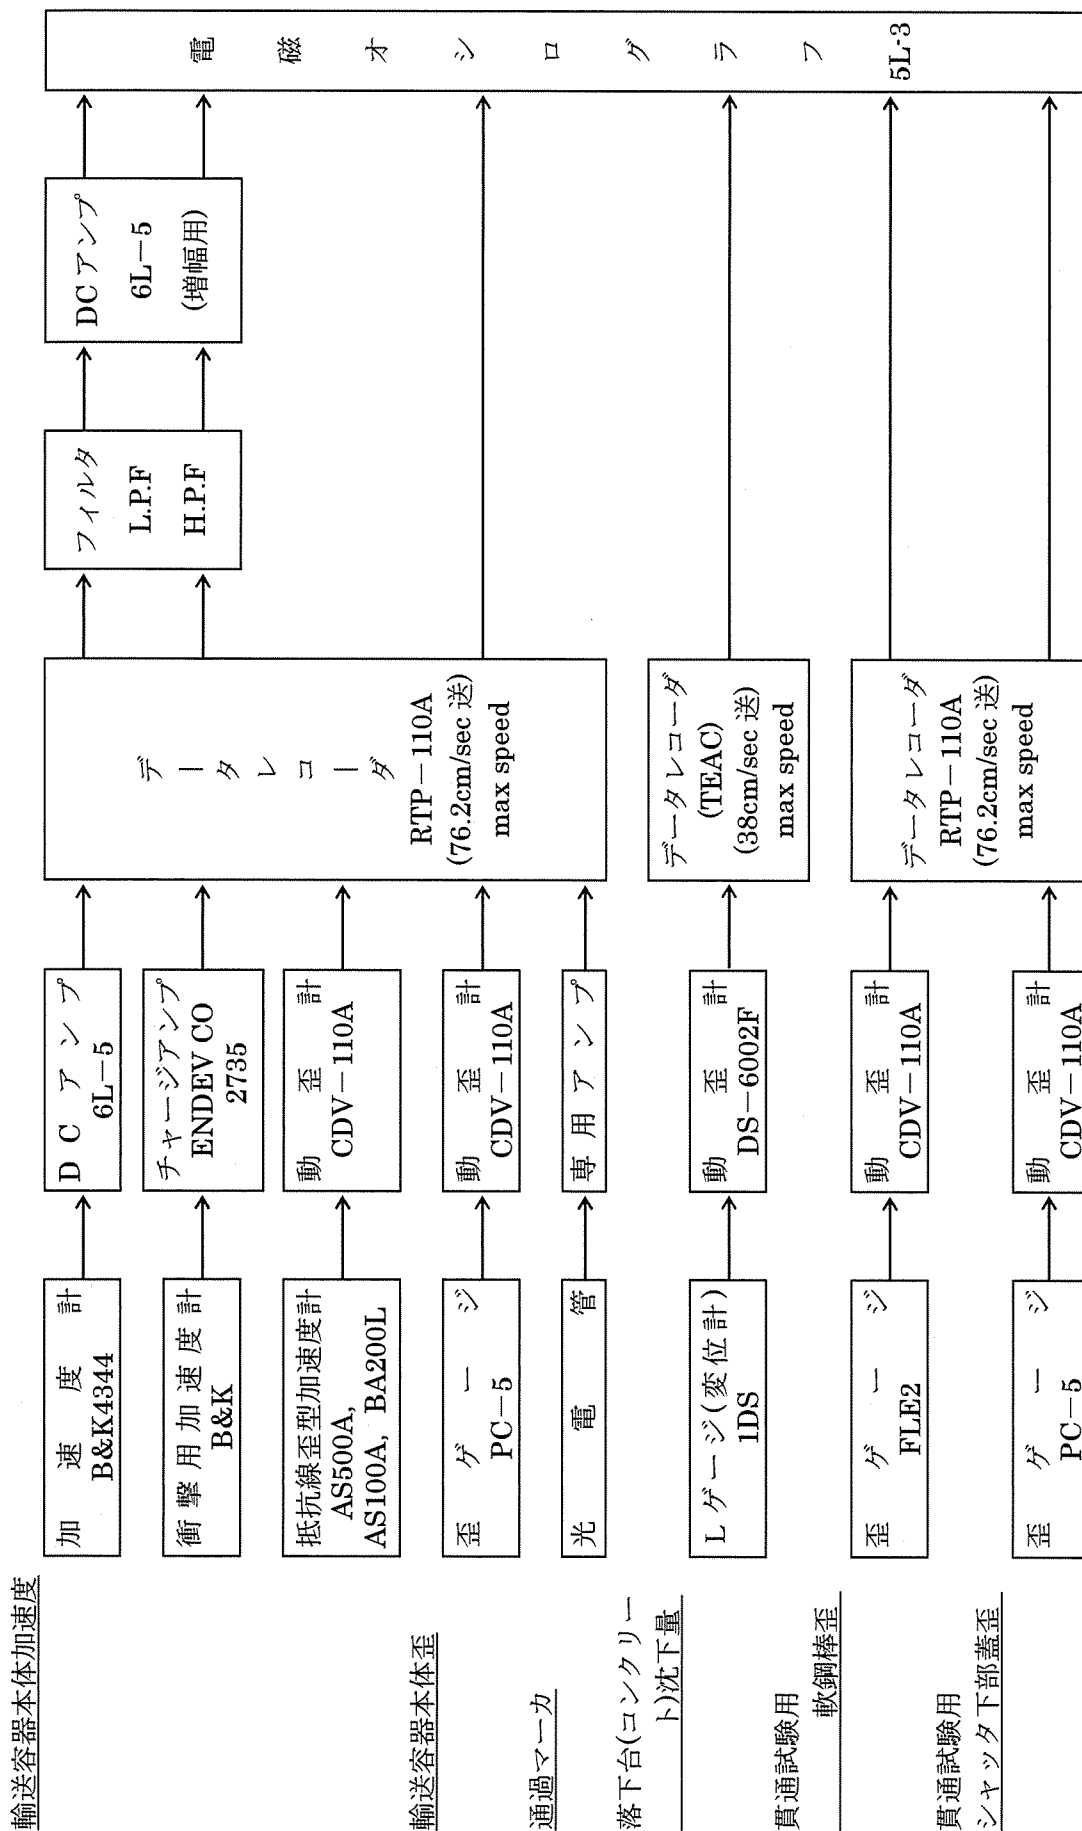 輸送容器本体加速度
加速度計
B&K4344
DCアンプ
6L-5
衝撃用加速度計
B&K
チャージアンプ
ENDEV CO
2735
抵抗線歪型加速度計
AS500A,
AS100A, BA200L
動歪計
CDV-110A
輸送容器本体歪
歪ゲージ
PC-5
動歪計
CDV-110A
通過マーカ
光電管
専用アンプ
データレコーダ
RTP-110A
(76.2cm/sec 送)
max speed
フィルタ
L.P.F
H.P.F
DCアンプ
6L-5
(増幅用)
落下台(コンクリー
ト)沈下量
Lゲージ(変位計)
1DS
動歪計
DS-6002F
データレコーダ
(TEAC)
(38cm/sec 送)
max speed
貫通試験用
軟鋼棒歪
歪ゲージ
FLE2
動歪計
CDV-110A
貫通試験用
シャッタ下部蓋歪
歪ゲージ
PC-5
動歪計
CDV-110A
データレコーダ
RTP-110A
(76.2cm/sec 送)
max speed
電磁オシログラフ
5L-3